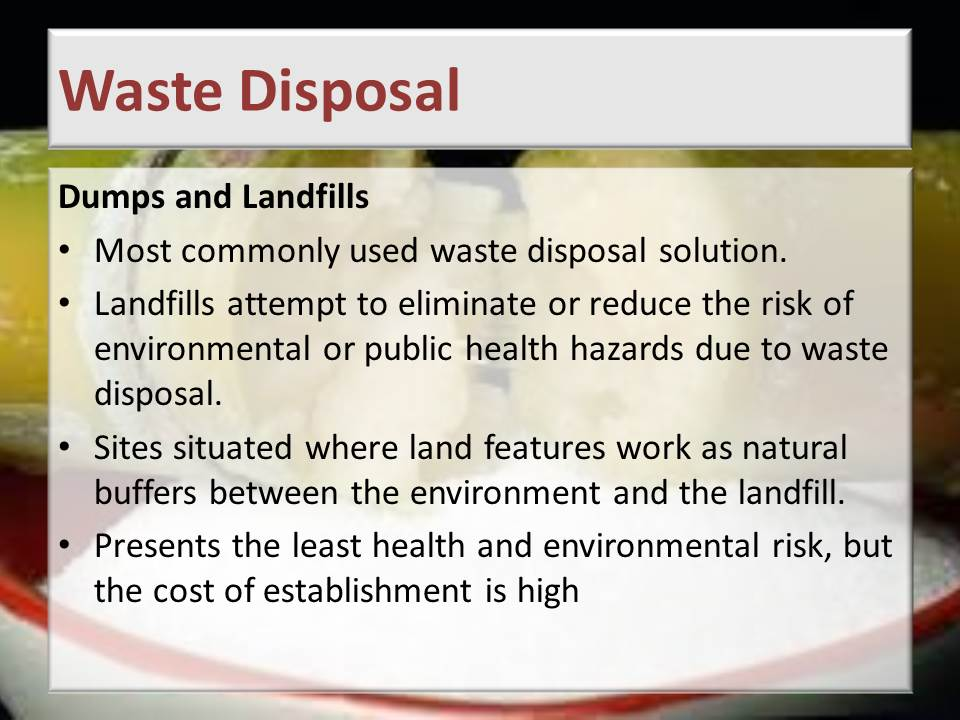 Waste Disposal
Dumps and Landfills
• Most commonly used waste disposal solution.
• Landfills attempt to eliminate or reduce the risk of
environmental or public health hazards due to waste
disposal.
• Sites situated where land features work as natural
buffers between the environment and the landfill.
• Presents the least health and environmental risk, but
the cost of establishment is high